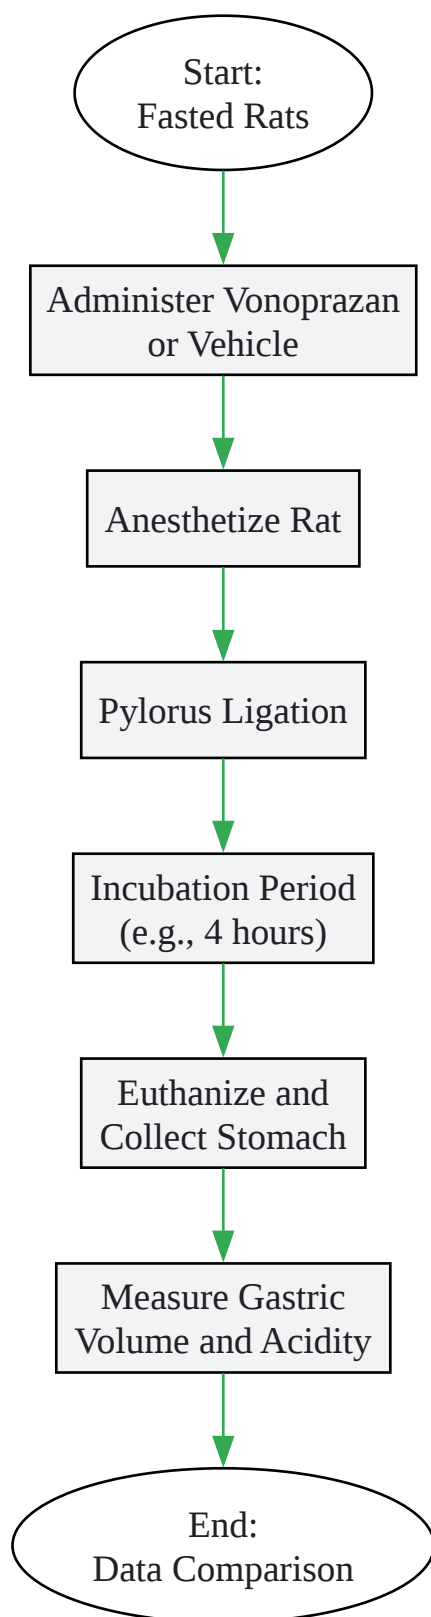 Start:
Fasted Rats
Administer Vonoprazan
or Vehicle
Anesthetize Rat
Pylorus Ligation
Incubation Period
(e.g., 4 hours)
Euthanize and
Collect Stomach
Measure Gastric
Volume and Acidity
End:
Data Comparison